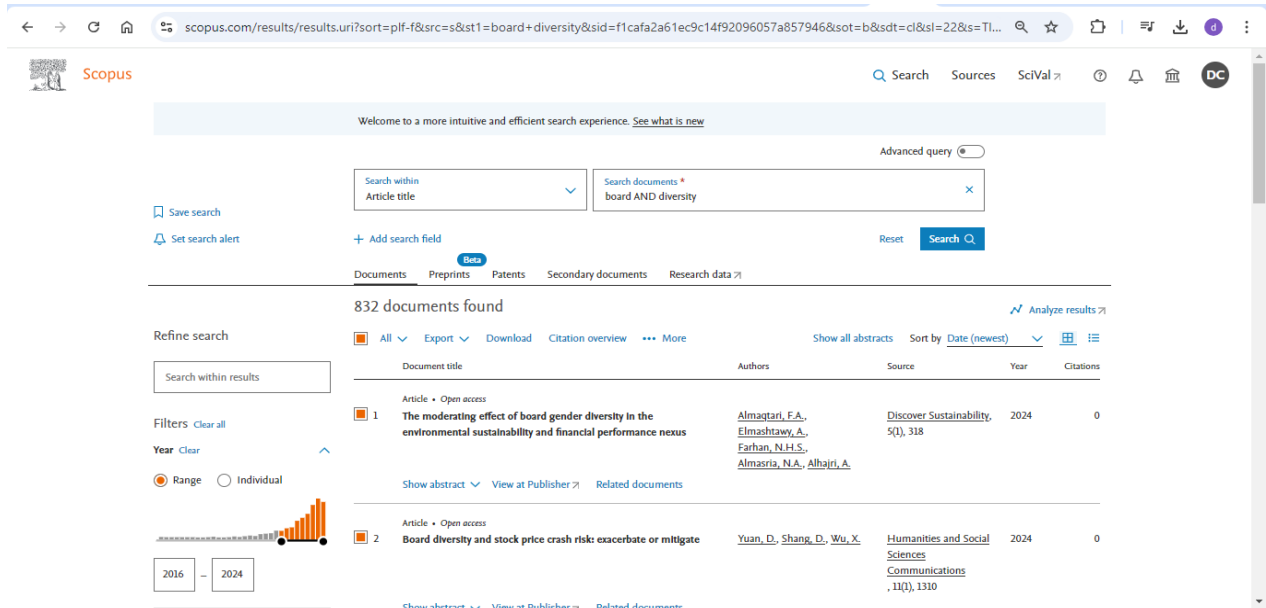 scopus.com/results/results.uri?sort=plf-f&src=s&st1=board+diversity&sid=f1cafa2a61ec9c14f92096057a857946&sot=b&sdt=cl&sl=22&s=TI...
d
Scopus
Search Sources SciVal
DC
Welcome to a more intuitive and efficient search experience. See what is new
Advanced query
Search within
Article title
Search documents *
board AND diversity
Save search
Set search alert
+ Add search field
Reset
Search
Beta
Documents Preprints Patents Secondary documents Research data
832 documents found
Analyze results
Refine search
All Export Download Citation overview ••• More
Show all abstracts Sort by Date (newest)
Search within results
Document title Authors Source Year Citations
Article • Open access
1 The moderating effect of board gender diversity in the
environmental sustainability and financial performance nexus
Almaqtari, F.A.,
Elmashtawy, A.,
Farhan, N.H.S.,
Almasria, N.A., Alhajri, A.
Discover Sustainability,
5(1), 318
2024
0
Show abstract View at Publisher Related documents
Filters Clear all
Year Clear
Range Individual
2016 – 2024
Article • Open access
2 Board diversity and stock price crash risk: exacerbate or mitigate
Yuan, D., Shang, D., Wu, X.
Humanities and Social
Sciences
Communications
, 11(1), 1310
2024
0
Show abstract View at Publisher Related documents